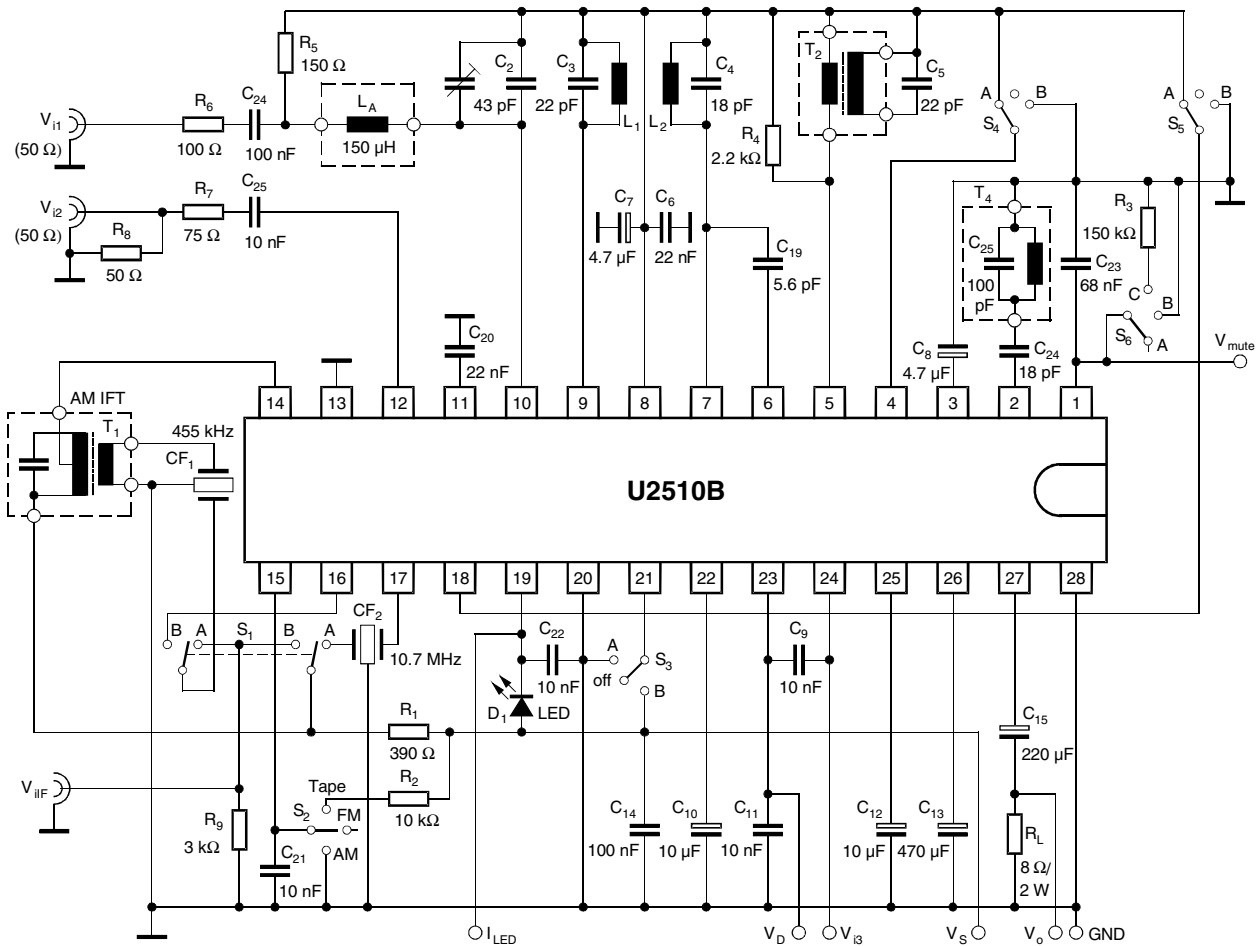 R5
150 Ω
Vi1
(50 Ω)
R6
100 Ω
C24
100 nF
LA
150 μH
C2
43 pF
C3
22 pF
L1
L2
C4
18 pF
R4
2.2 kΩ
T2
C5
22 pF
A
B
S4
A
B
S5
Vi2
(50 Ω)
R8
50 Ω
R7
75 Ω
C25
10 nF
C7
4.7 μF
C6
22 nF
C19
5.6 pF
T4
C25
100
pF
C23
68 nF
R3
150 kΩ
C
B
S6
A
Vmute
C20
22 nF
C8
4.7 μF
C24
18 pF
AM IFT
T1
455 kHz
CF1
14
13
12
11
10
9
8
7
6
5
4
3
2
1
U2510B
15
16
17
18
19
20
21
22
23
24
25
26
27
28
B
A
S1
B
A
CF2
10.7 MHz
C22
10 nF
A
off
S3
B
C9
10 nF
D1
LED
R1
390 Ω
R2
10 kΩ
Tape
S2
FM
AM
ViIF
R9
3 kΩ
C21
10 nF
C14
100 nF
C10
10 μF
C11
10 nF
C12
10 μF
C13
470 μF
C15
220 μF
RL
8 Ω/
2 W
ILED
VD
Vi3
VS
Vo
GND